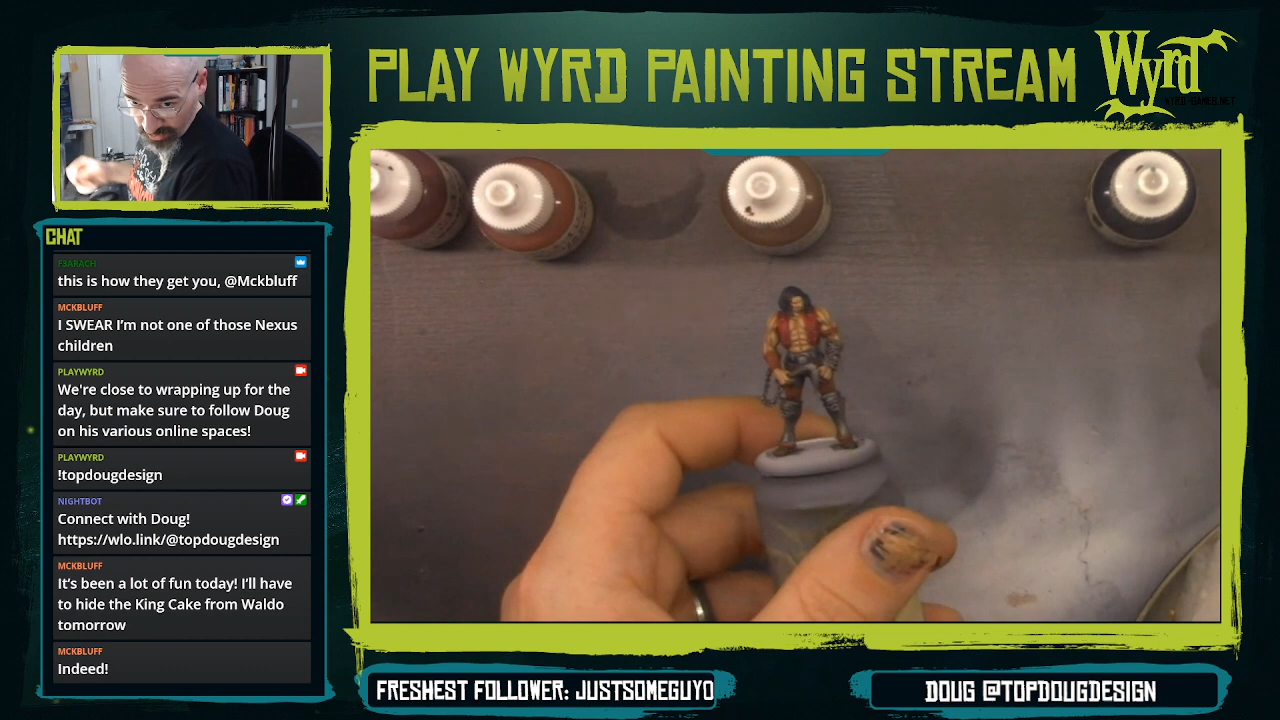 PLAY WYRD PAINTING STREAM
Wyrd
WYRD-GAMES.NET
CHAT
F3ARACH
this is how they get you, @Mckbluff
MCKBLUFF
I SWEAR I'm not one of those Nexus
children
PLAYWYRD
We're close to wrapping up for the
day, but make sure to follow Doug
on his various online spaces!
PLAYWYRD
!topdougdesign
NIGHTBOT
Connect with Doug!
https://wlo.link/@topdougdesign
MCKBLUFF
It's been a lot of fun today! I'll have
to hide the King Cake from Waldo
tomorrow
MCKBLUFF
Indeed!
FRESHEST FOLLOWER: JUSTSOMEGUYO
DOUG @TOPDOUGDESIGN